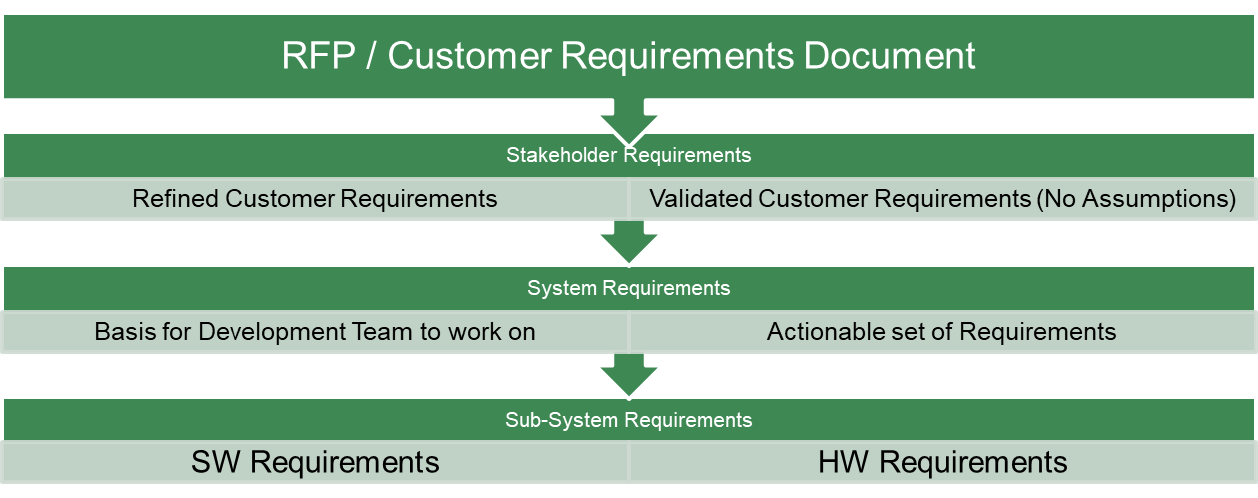 RFP / Customer Requirements Document
Stakeholder Requirements
Refined Customer Requirements
Validated Customer Requirements (No Assumptions)
System Requirements
Basis for Development Team to work on
Actionable set of Requirements
Sub-System Requirements
SW Requirements
HW Requirements